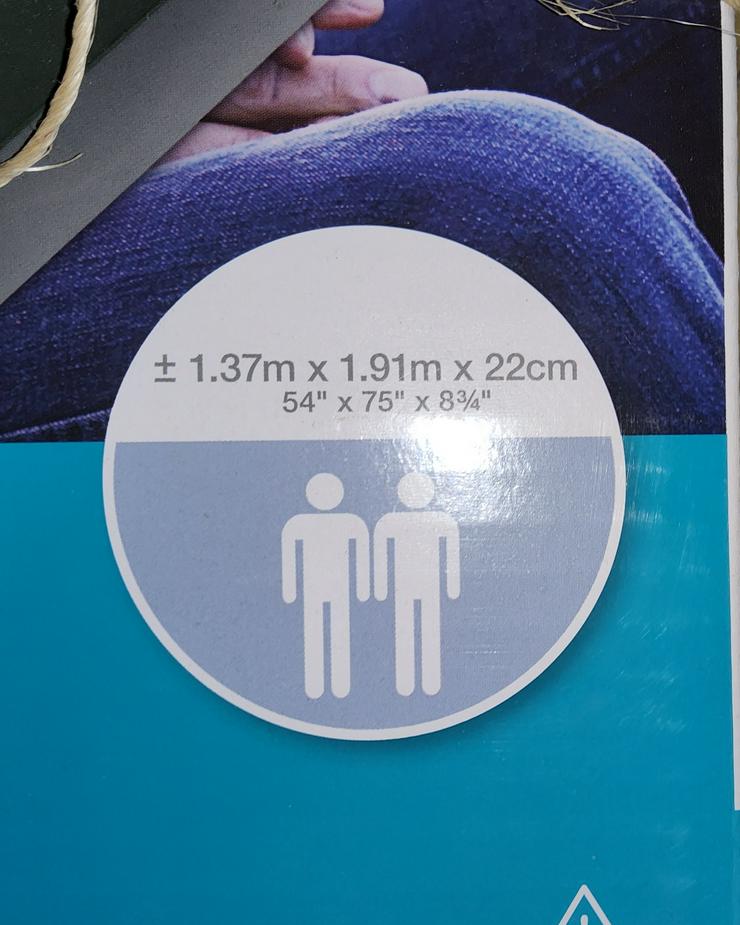 ± 1.37m x 1.91m x 22cm
54" x 75" x 8¾"